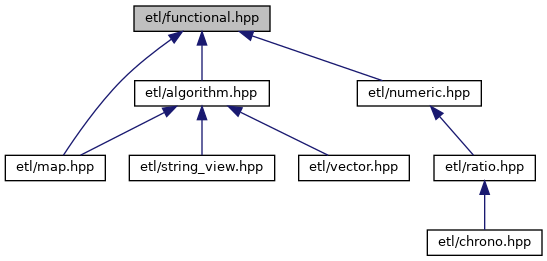 etl/functional.hpp
etl/algorithm.hpp
etl/numeric.hpp
etl/map.hpp
etl/string_view.hpp
etl/vector.hpp
etl/ratio.hpp
etl/chrono.hpp